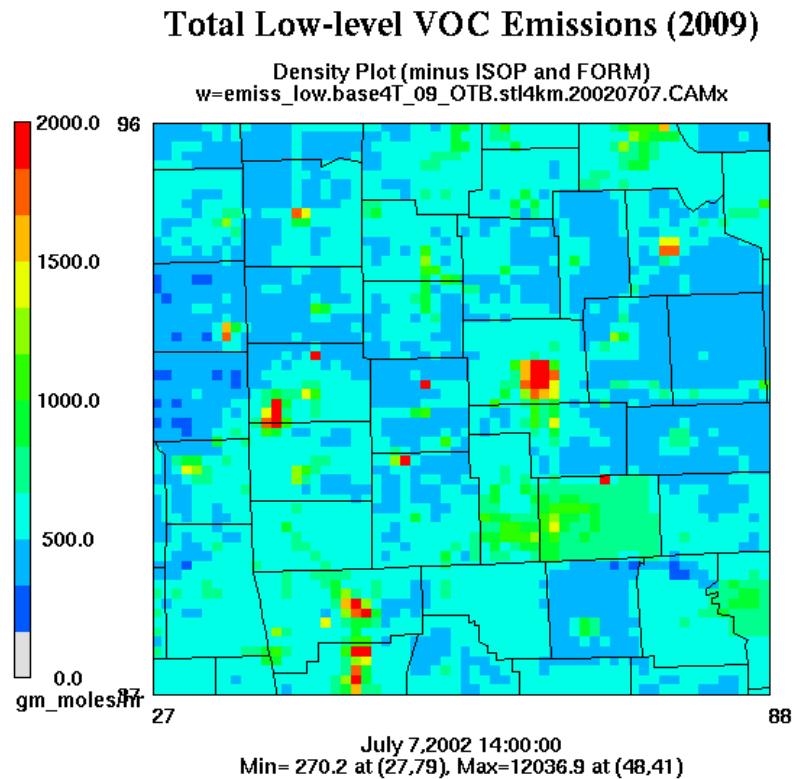 Total Low-level VOC Emissions (2009)
Density Plot (minus ISOP and FORM)
w=emiss_low.base4T_09_OTB.stl4km.20020707.CAMx
2000.0
96
1500.0
1000.0
500.0
0.0
gm_moles/hr
27
88
July 7,2002 14:00:00
Min= 270.2 at (27,79), Max=12036.9 at (48,41)